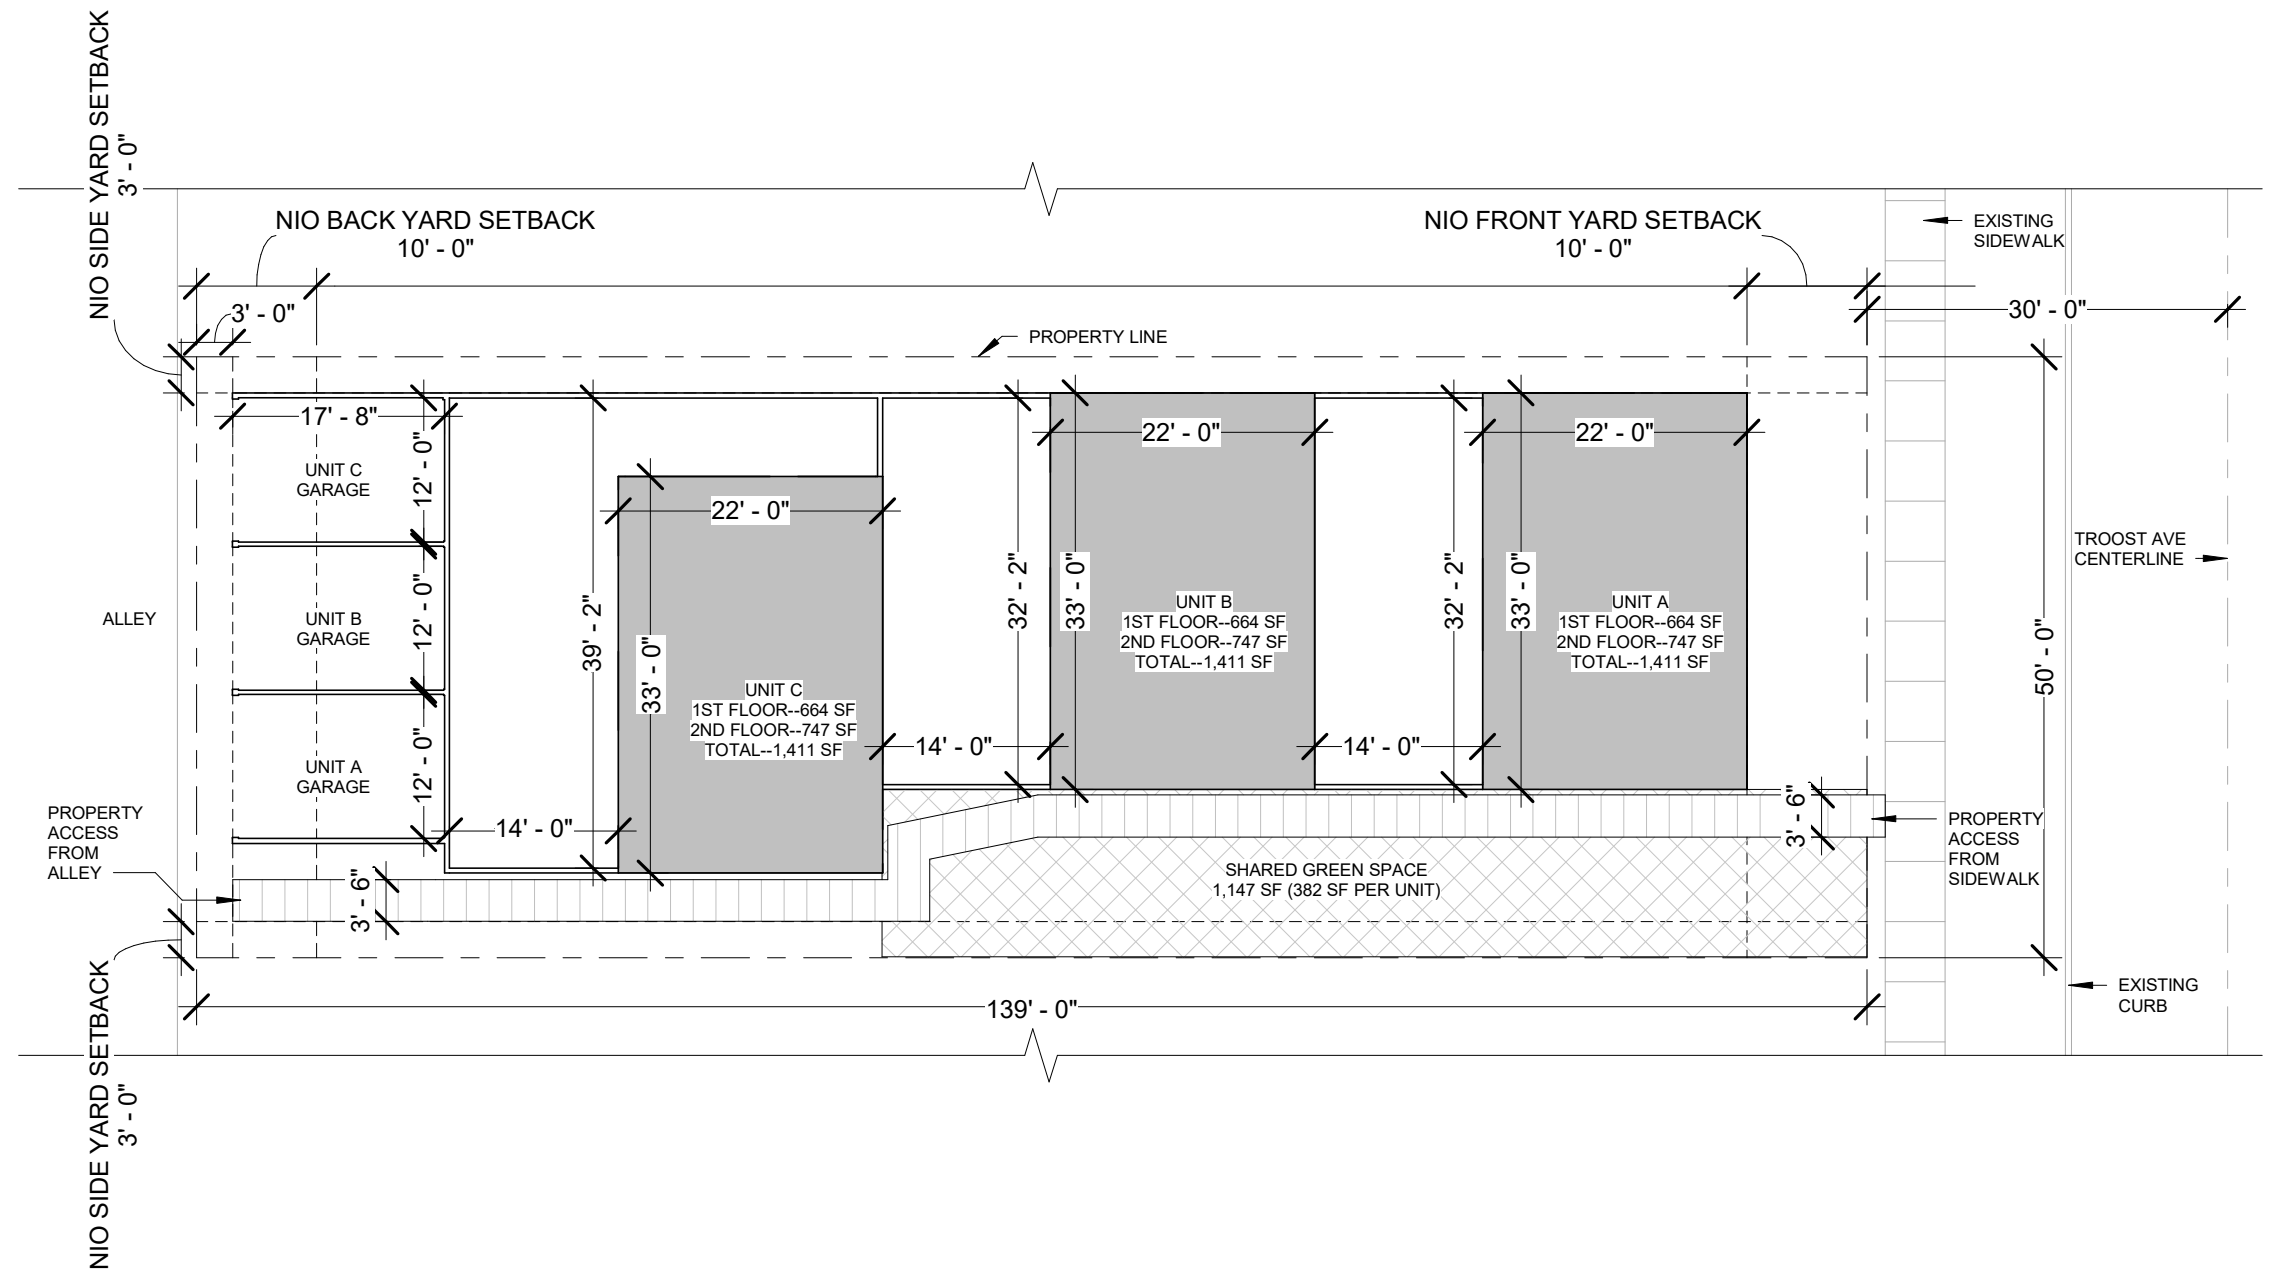 NIO SIDE YARD SETBACK
3' - 0"
NIO BACK YARD SETBACK
10' - 0"
NIO FRONT YARD SETBACK
10' - 0"
EXISTING
SIDEWALK
3' - 0"
30' - 0"
PROPERTY LINE
17' - 8"
12' - 0"
UNIT C
GARAGE
22' - 0"
22' - 0"
22' - 0"
39' - 2"
33' - 0"
32' - 2"
33' - 0"
32' - 2"
33' - 0"
TROOST AVE
CENTERLINE
ALLEY
UNIT B
GARAGE
12' - 0"
UNIT B
1ST FLOOR--664 SF
2ND FLOOR--747 SF
TOTAL--1,411 SF
UNIT A
1ST FLOOR--664 SF
2ND FLOOR--747 SF
TOTAL--1,411 SF
50' - 0"
UNIT C
1ST FLOOR--664 SF
2ND FLOOR--747 SF
TOTAL--1,411 SF
UNIT A
GARAGE
12' - 0"
14' - 0"
14' - 0"
14' - 0"
PROPERTY
ACCESS
FROM
ALLEY
3' - 6"
3' - 6"
PROPERTY
ACCESS
FROM
SIDEWALK
SHARED GREEN SPACE
1,147 SF (382 SF PER UNIT)
139' - 0"
EXISTING
CURB
NIO SIDE YARD SETBACK
3' - 0"